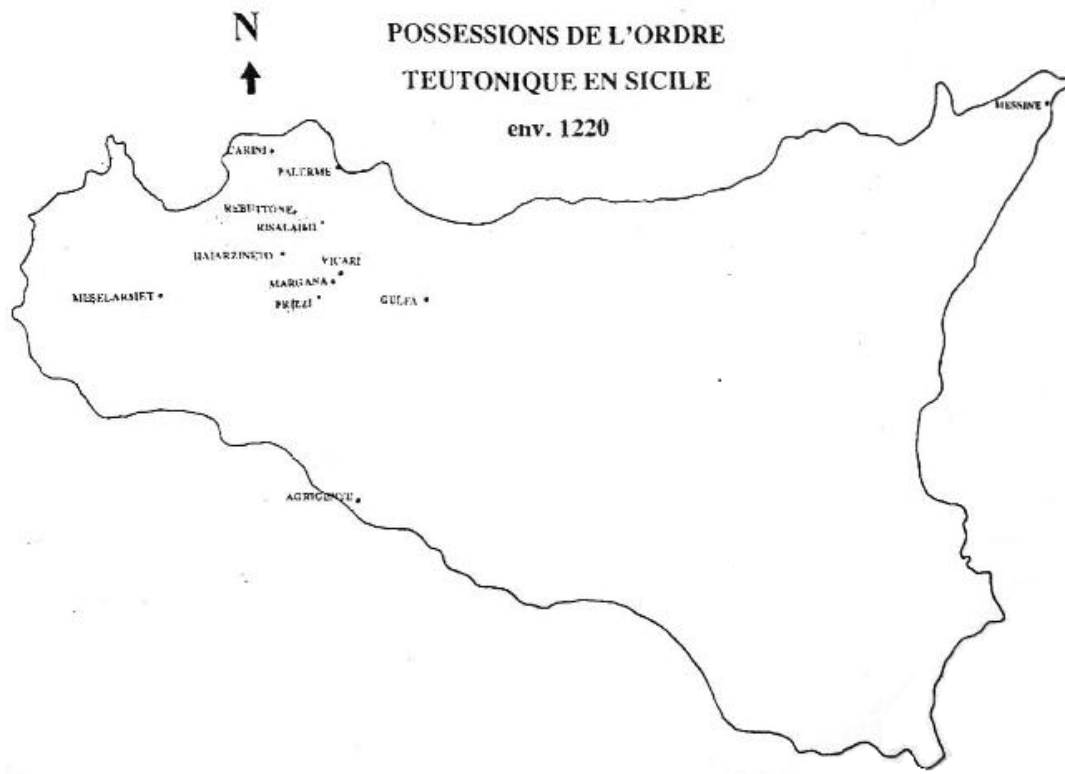 N
POSSESSIONS DE L'ORDRE
TEUTONIQUE EN SICILE
env. 1220
MESSINE
CARINI
PALERME
REBUTTONE
RISALAIMI
HAIARZINETO
VICARI
MARGANA
MESELARMET
PRIZZI
GULFA
AGRIGENTE